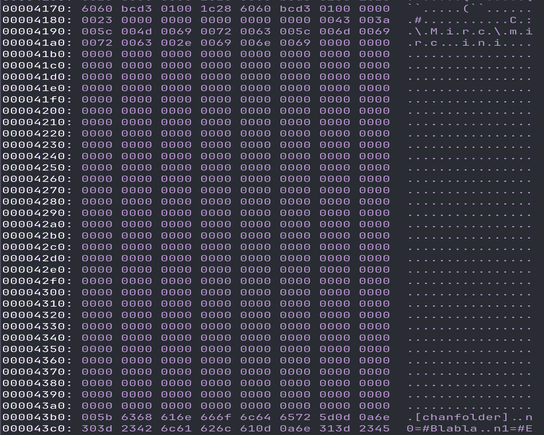 00004170: 6060 bcd3 0100 1c28 6060 bcd3 0100 0000 .......(........
00004180: 0023 0000 0000 0000 0000 0000 0043 003a .#...........C.:
00004190: 005c 004d 0069 0072 0063 005c 006d 0069 .\.M.i.r.c.\.m.i
000041a0: 0072 0063 002e 0069 006e 0069 0000 0000 .r.c...i.n.i....
000041b0: 0000 0000 0000 0000 0000 0000 0000 0000 ................
000041c0: 0000 0000 0000 0000 0000 0000 0000 0000 ................
000041d0: 0000 0000 0000 0000 0000 0000 0000 0000 ................
000041e0: 0000 0000 0000 0000 0000 0000 0000 0000 ................
000041f0: 0000 0000 0000 0000 0000 0000 0000 0000 ................
00004200: 0000 0000 0000 0000 0000 0000 0000 0000 ................
00004210: 0000 0000 0000 0000 0000 0000 0000 0000 ................
00004220: 0000 0000 0000 0000 0000 0000 0000 0000 ................
00004230: 0000 0000 0000 0000 0000 0000 0000 0000 ................
00004240: 0000 0000 0000 0000 0000 0000 0000 0000 ................
00004250: 0000 0000 0000 0000 0000 0000 0000 0000 ................
00004260: 0000 0000 0000 0000 0000 0000 0000 0000 ................
00004270: 0000 0000 0000 0000 0000 0000 0000 0000 ................
00004280: 0000 0000 0000 0000 0000 0000 0000 0000 ................
00004290: 0000 0000 0000 0000 0000 0000 0000 0000 ................
000042a0: 0000 0000 0000 0000 0000 0000 0000 0000 ................
000042b0: 0000 0000 0000 0000 0000 0000 0000 0000 ................
000042c0: 0000 0000 0000 0000 0000 0000 0000 0000 ................
000042d0: 0000 0000 0000 0000 0000 0000 0000 0000 ................
000042e0: 0000 0000 0000 0000 0000 0000 0000 0000 ................
000042f0: 0000 0000 0000 0000 0000 0000 0000 0000 ................
00004300: 0000 0000 0000 0000 0000 0000 0000 0000 ................
00004310: 0000 0000 0000 0000 0000 0000 0000 0000 ................
00004320: 0000 0000 0000 0000 0000 0000 0000 0000 ................
00004330: 0000 0000 0000 0000 0000 0000 0000 0000 ................
00004340: 0000 0000 0000 0000 0000 0000 0000 0000 ................
00004350: 0000 0000 0000 0000 0000 0000 0000 0000 ................
00004360: 0000 0000 0000 0000 0000 0000 0000 0000 ................
00004370: 0000 0000 0000 0000 0000 0000 0000 0000 ................
00004380: 0000 0000 0000 0000 0000 0000 0000 0000 ................
00004390: 0000 0000 0000 0000 0000 0000 0000 0000 ................
000043a0: 0000 0000 0000 0000 0000 0000 0000 0000 ................
000043b0: 005b 6368 616e 666f 6c64 6572 5d0d 0a6e .[chanfolder]..n
000043c0: 303d 2342 6c61 626c 610d 0a6e 313d 2345 0=#Blabla..n1=#E